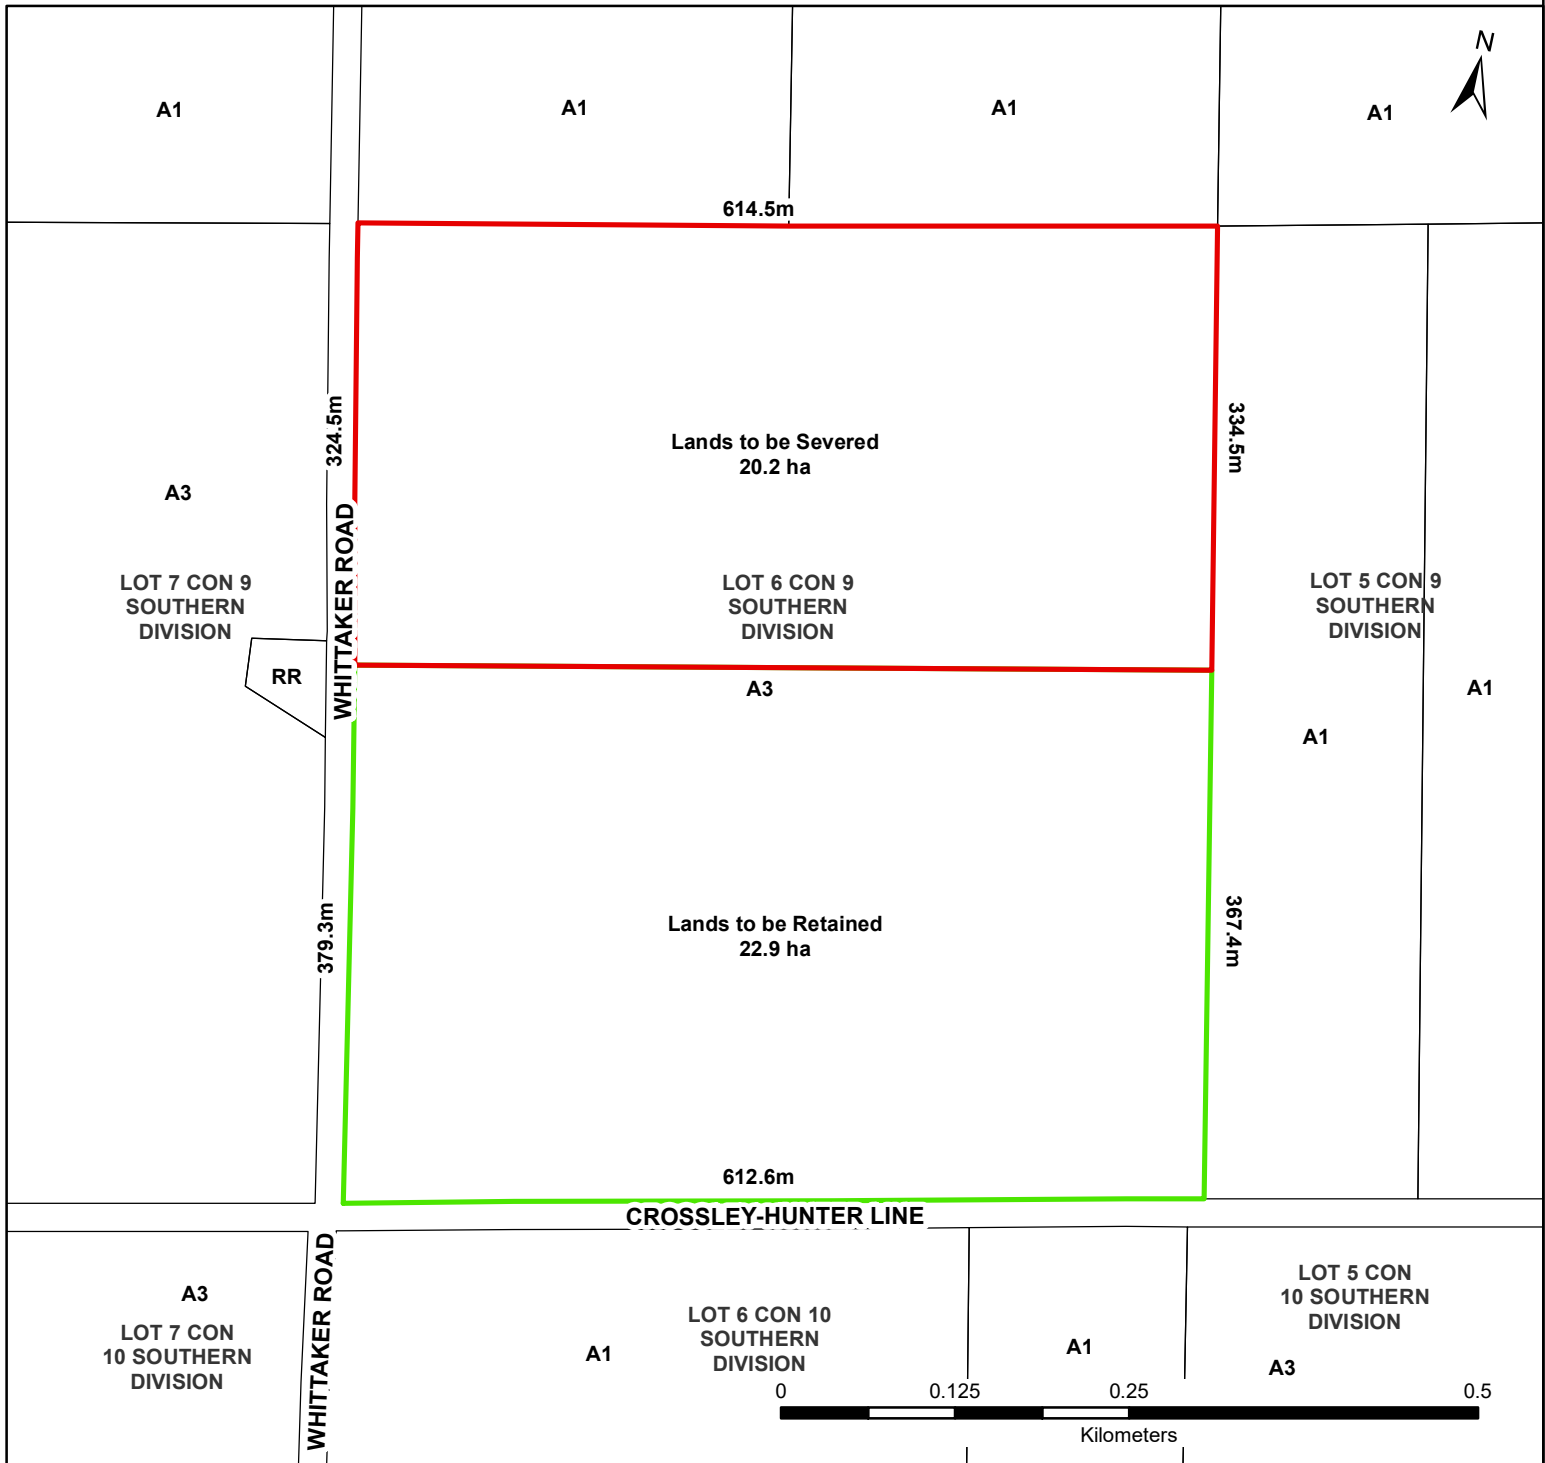 N
A1
A1
A1
A1
614.5m
324.5m
334.5m
Lands to be Severed
20.2 ha
A3
WHITTAKER ROAD
LOT 7 CON 9
SOUTHERN
DIVISION
LOT 6 CON 9
SOUTHERN
DIVISION
LOT 5 CON 9
SOUTHERN
DIVISION
RR
A3
A1
A1
379.3m
367.4m
Lands to be Retained
22.9 ha
612.6m
CROSSLEY-HUNTER LINE
WHITTAKER ROAD
A3
LOT 7 CON
10 SOUTHERN
DIVISION
A1
LOT 6 CON 10
SOUTHERN
DIVISION
A1
LOT 5 CON
10 SOUTHERN
DIVISION
A3
0 0.125 0.25 0.5
Kilometers